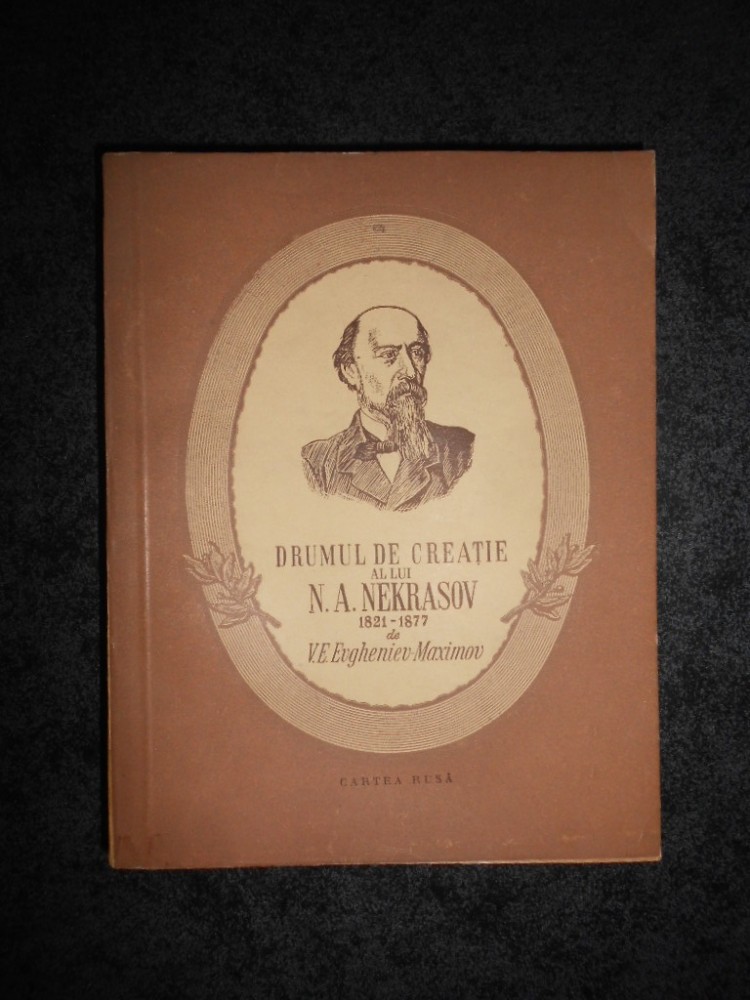 DRUMUL DE CREAȚIE
AL LUI
N. A. NEKRASOV
1821-1877
de
V.E. Evgheniev-Maximov
CARTEA RUSĂ